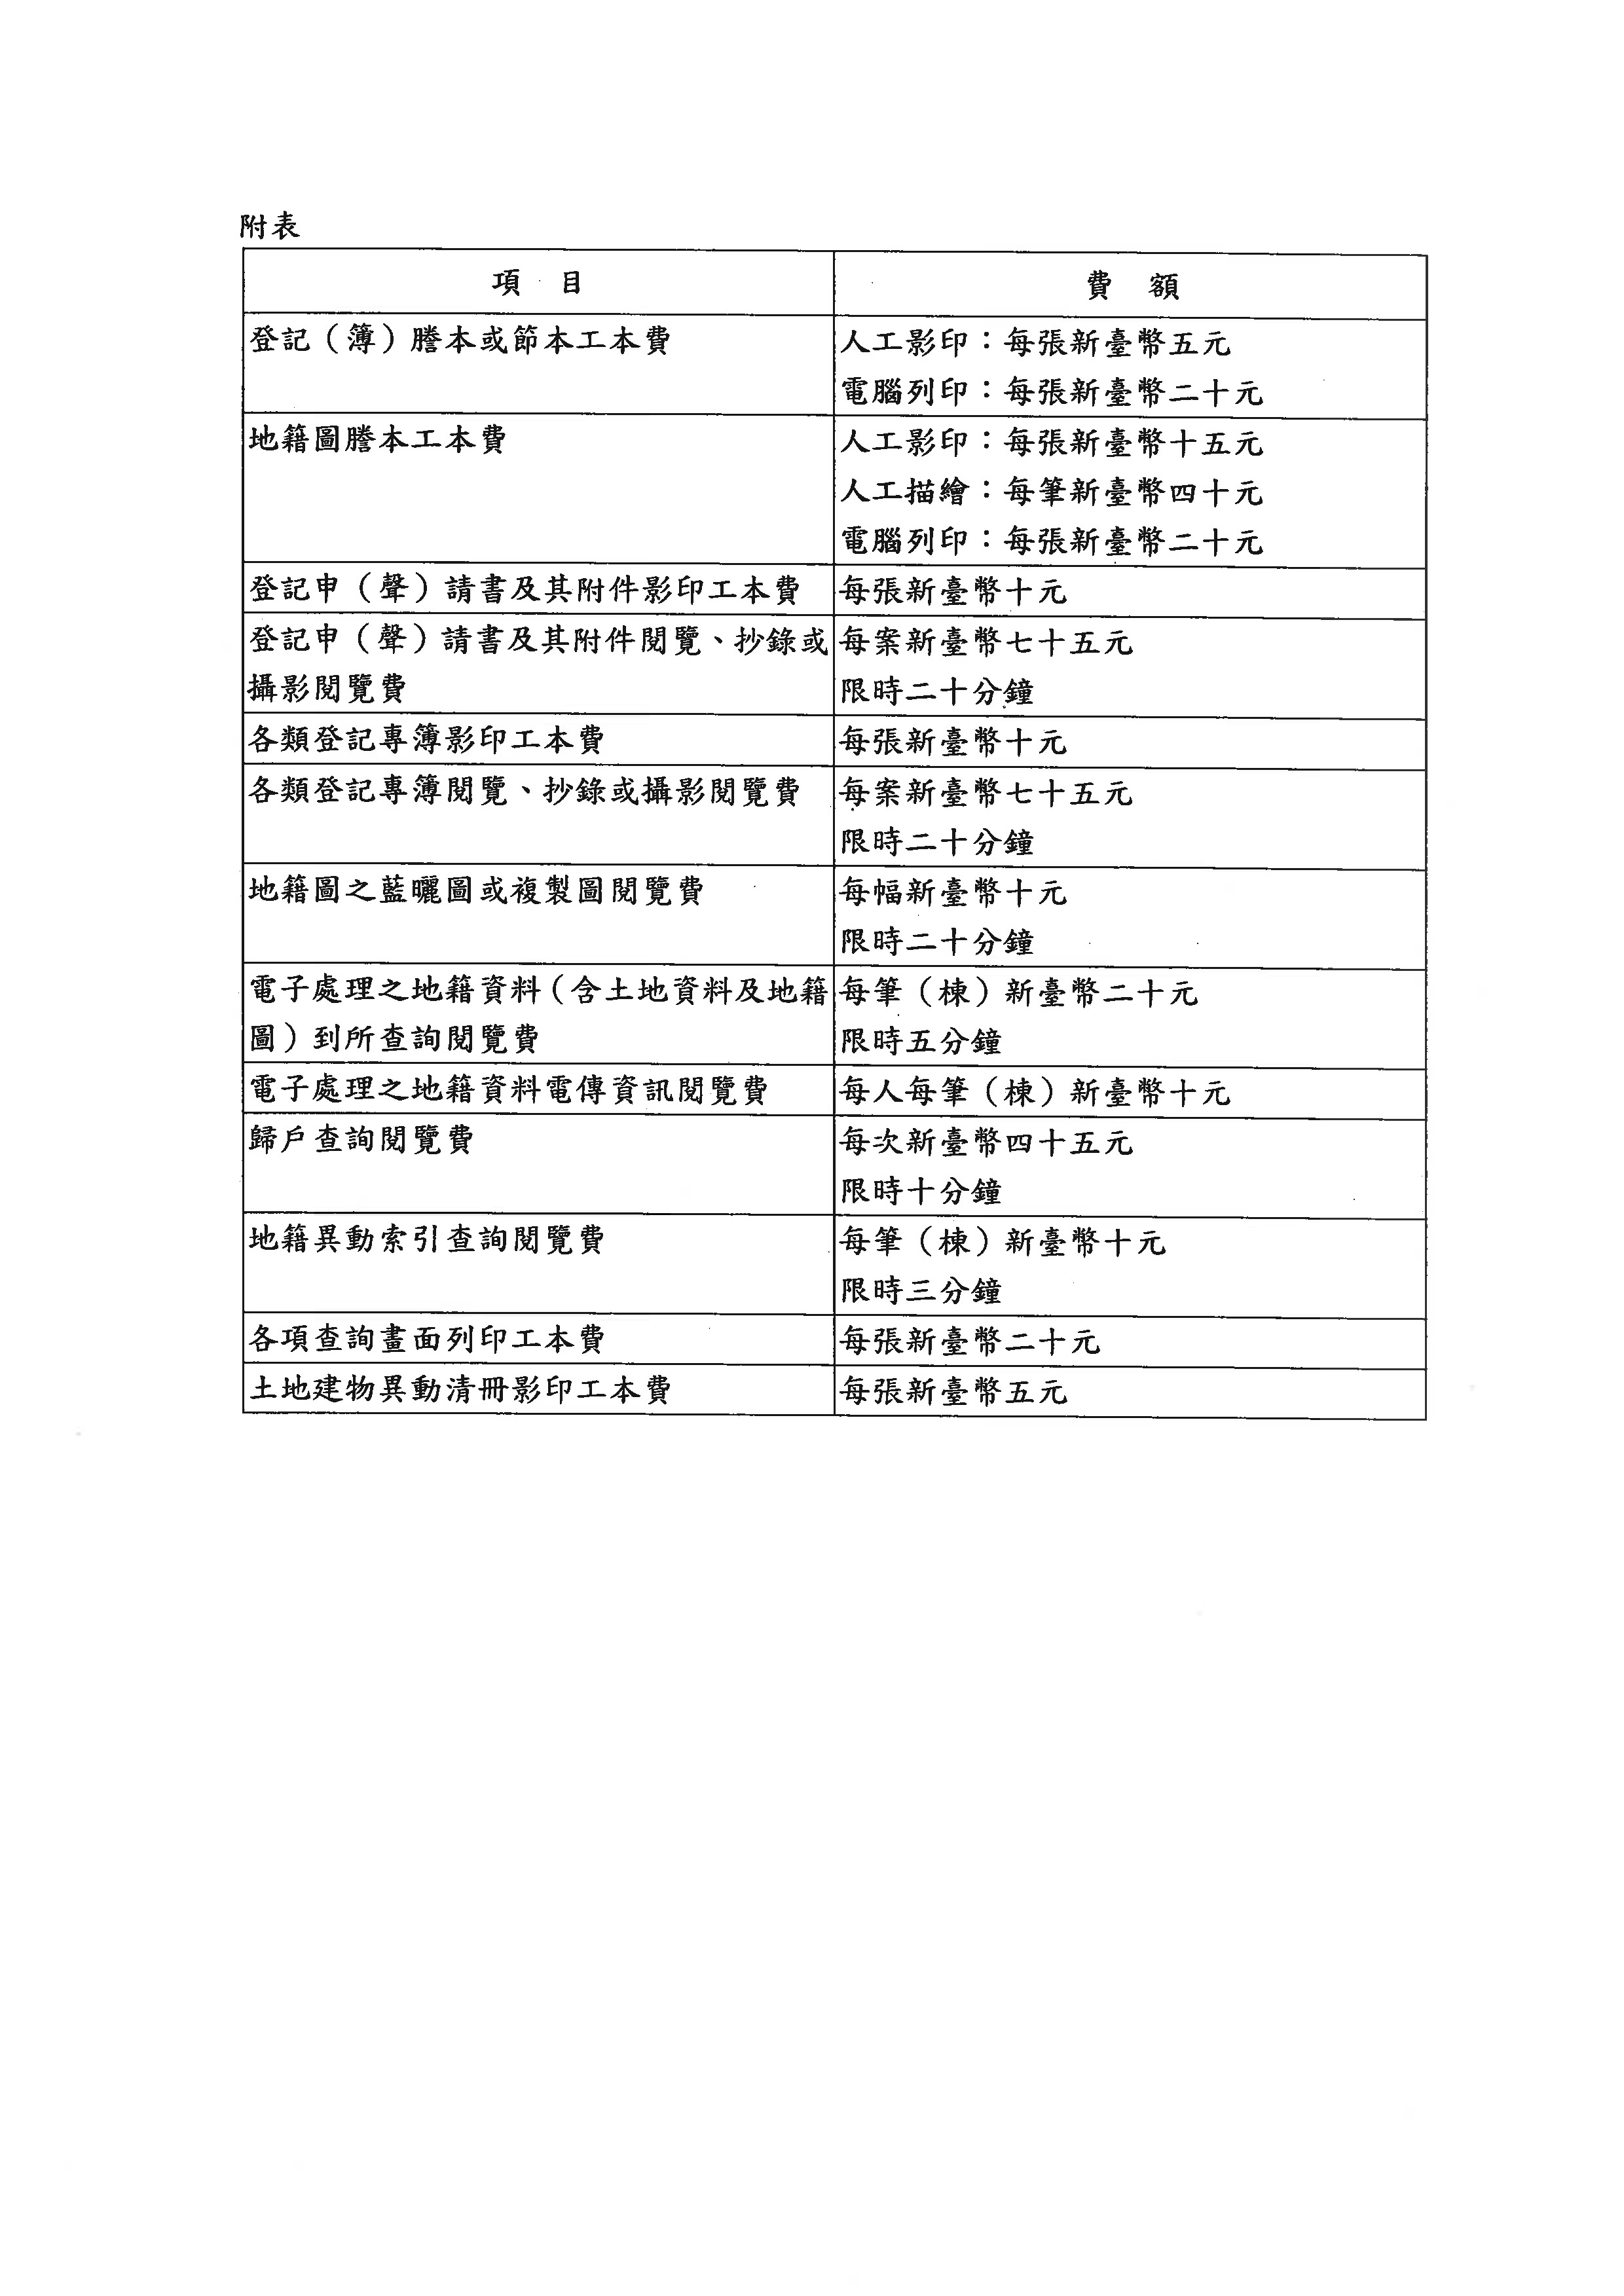 附表
項 目
費 額
登記（簿）謄本或節本工本費
人工影印：每張新臺幣五元
電腦列印：每張新臺幣二十元
地籍圖謄本工本費
人工影印：每張新臺幣十五元
人工描繪：每筆新臺幣四十元
電腦列印：每張新臺幣二十元
登記申（聲）請書及其附件影印工本費
每張新臺幣十元
登記申（聲）請書及其附件閱覽、抄錄或
攝影閱覽費
每案新臺幣七十五元
限時二十分鐘
各類登記專簿影印工本費
每張新臺幣十元
各類登記專簿閱覽、抄錄或攝影閱覽費
每案新臺幣七十五元
限時二十分鐘
地籍圖之藍曬圖或複製圖閱覽費
每幅新臺幣十元
限時二十分鐘
電子處理之地籍資料（含土地資料及地籍
圖）到所查詢閱覽費
每筆（棟）新臺幣二十元
限時五分鐘
電子處理之地籍資料電傳資訊閱覽費
每人每筆（棟）新臺幣十元
歸戶查詢閱覽費
每次新臺幣四十五元
限時十分鐘
地籍異動索引查詢閱覽費
每筆（棟）新臺幣十元
限時三分鐘
各項查詢畫面列印工本費
每張新臺幣二十元
土地建物異動清冊影印工本費
每張新臺幣五元